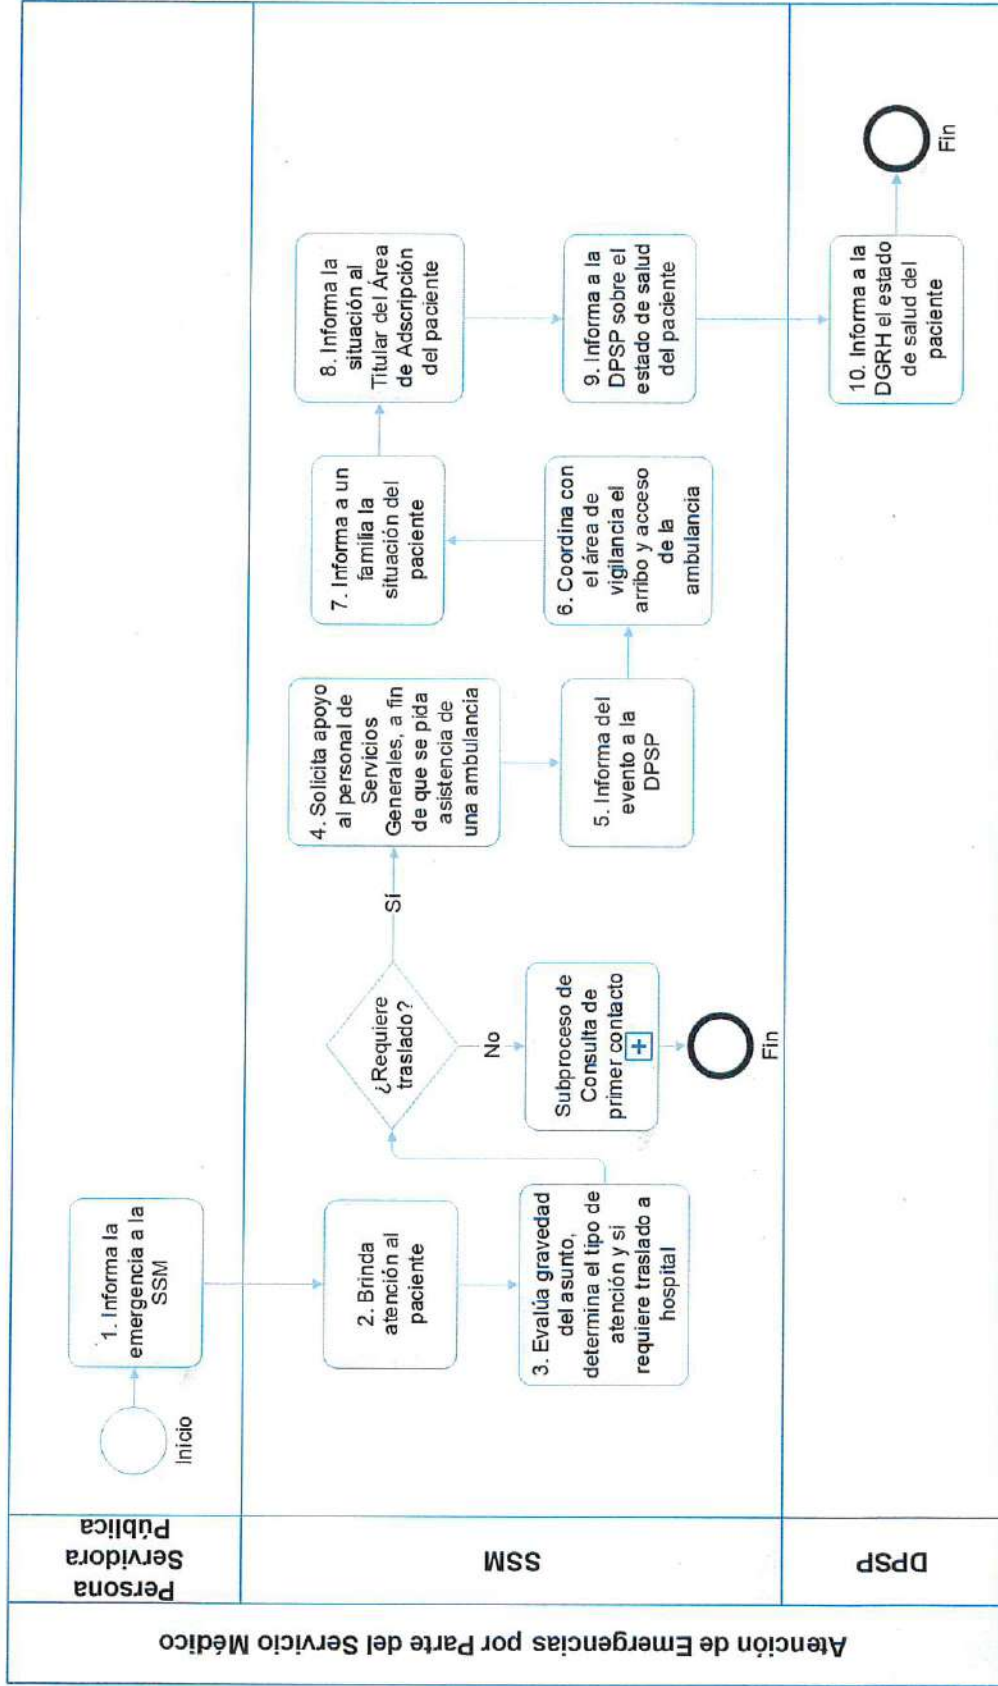 Atención de Emergencias por Parte del Servicio Médico
Persona
Servidora
Pública
Inicio
1. Informa la
emergencia a la
SSM
SSM
2. Brinda
atención al
paciente
3. Evalúa gravedad
del asunto,
determina el tipo de
atención y si
requiere traslado a
hospital
¿Requiere
traslado?
Sí
No
Subproceso de
Consulta de
primer contacto
Fin
4. Solicita apoyo
al personal de
Servicios
Generales, a fin
de que se pida
asistencia de
una ambulancia
5. Informa del
evento a la
DPSP
6. Coordina con
el área de
vigilancia el
arribo y acceso
de la
ambulancia
7. Informa a un
familia la
situación del
paciente
8. Informa la
situación al
Titular del Área
de Adscripción
del paciente
9. Informa a la
DPSP sobre el
estado de salud
del paciente
DPSP
10. Informa a la
DGRH el estado
de salud del
paciente
Fin